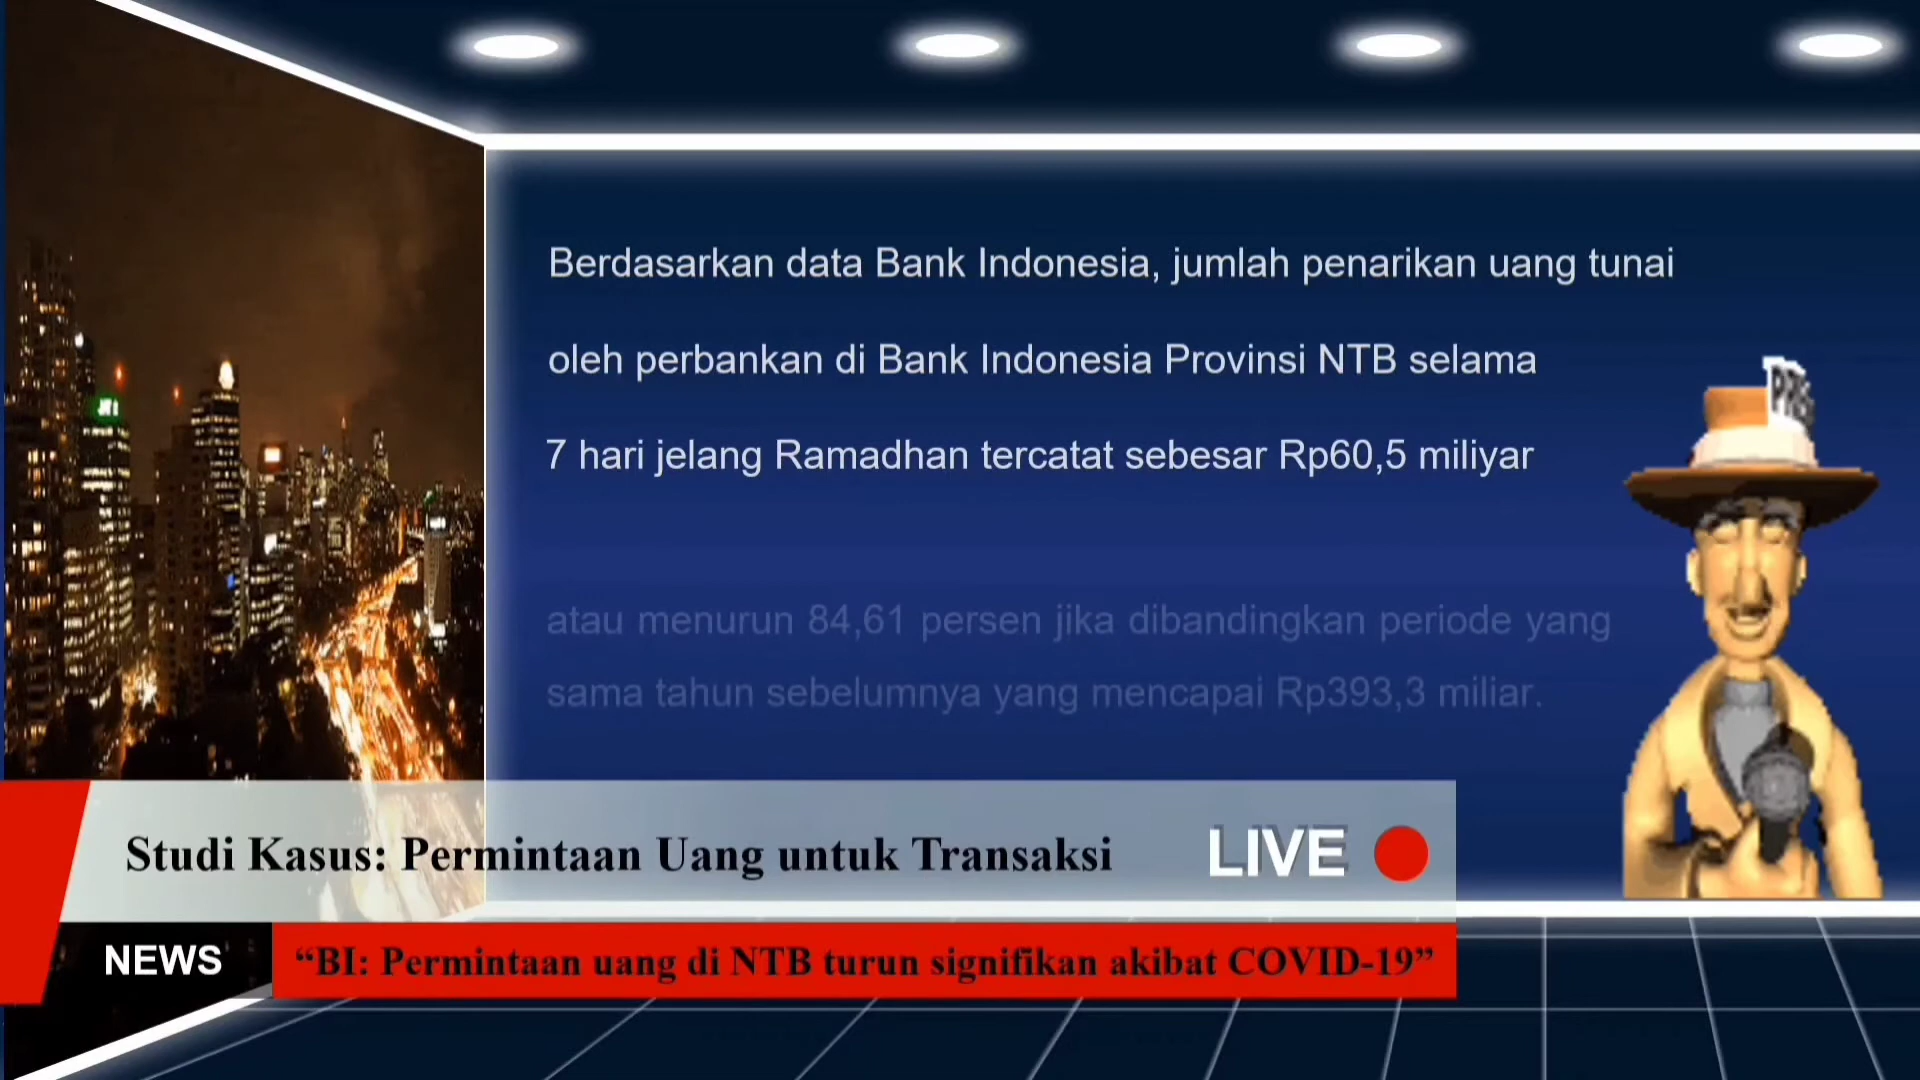 Berdasarkan data Bank Indonesia, jumlah penarikan uang tunai
oleh perbankan di Bank Indonesia Provinsi NTB selama
7 hari jelang Ramadhan tercatat sebesar Rp60,5 miliyar
atau menurun 84,61 persen jika dibandingkan periode yang
sama tahun sebelumnya yang mencapai Rp393,3 miliar.
Studi Kasus: Permintaan Uang untuk Transaksi
LIVE
NEWS
“BI: Permintaan uang di NTB turun signifikan akibat COVID-19”